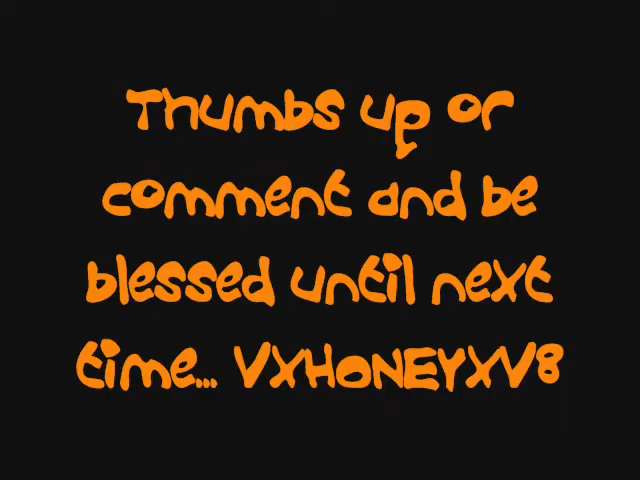 Thumbs up or
comment and be
blessed until next
time... VXHONEYXV8